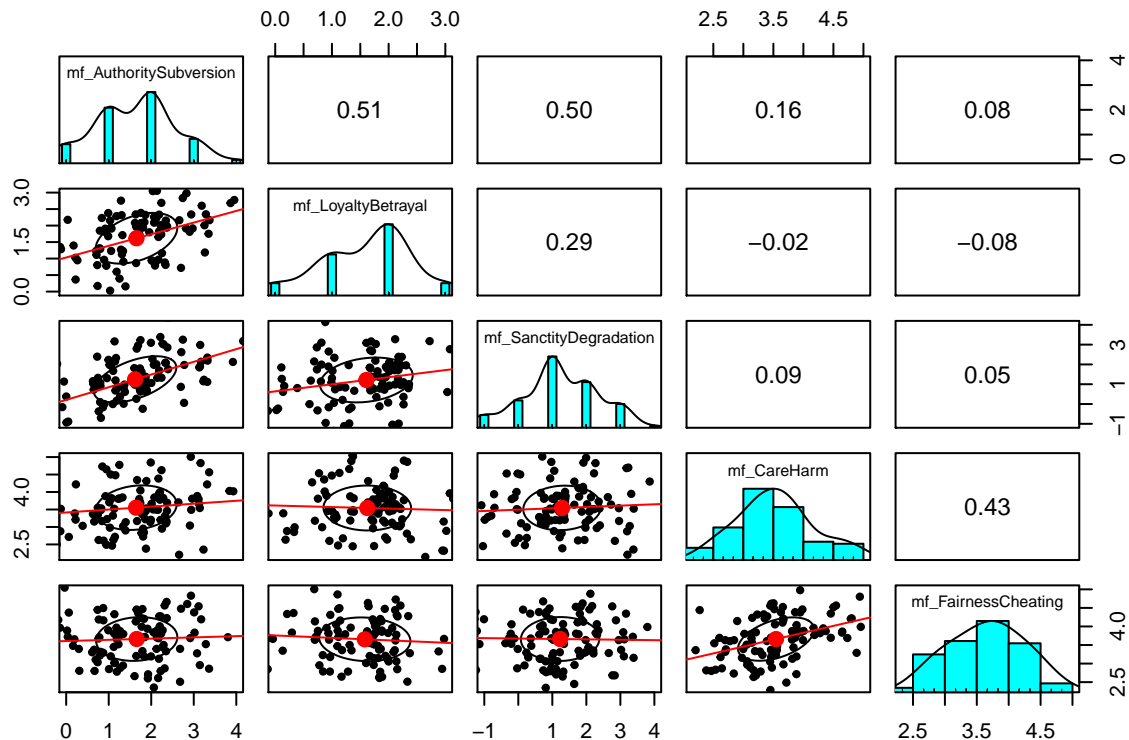 0.0 1.0 2.0 3.0 2.5 3.5 4.5
mf_AuthoritySubversion 0.51 0.50 0.16 0.08 0 2 4
0.0 1.5 3.0 mf_LoyaltyBetrayal 0.29 −0.02 −0.08
mf_SanctityDegradation 0.09 0.05 −1 1 3
2.5 4.0 mf_CareHarm 0.43
mf_FairnessCheating 2.5 4.0
0 1 2 3 4 −1 1 2 3 4 2.5 3.5 4.5